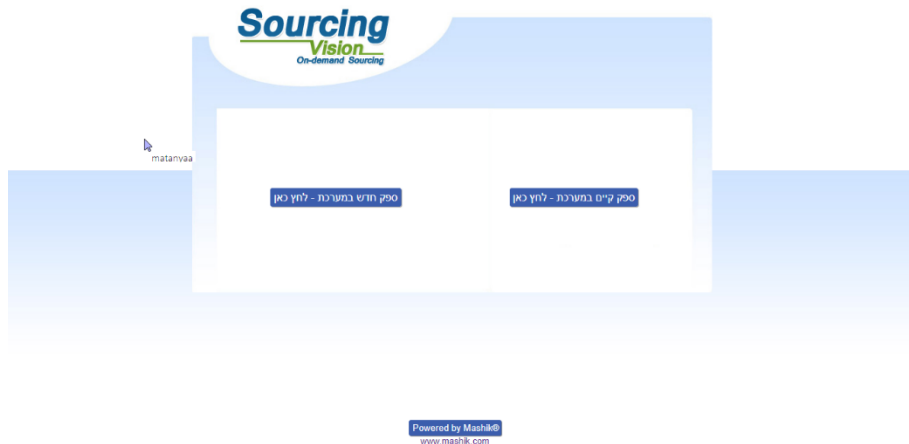 Sourcing
Vision
On-demand Sourcing
matanyaa
ספק קיים במערכת - לחץ כאן
ספק חדש במערכת - לחץ כאן
Powered by Mashik®
www.mashik.com